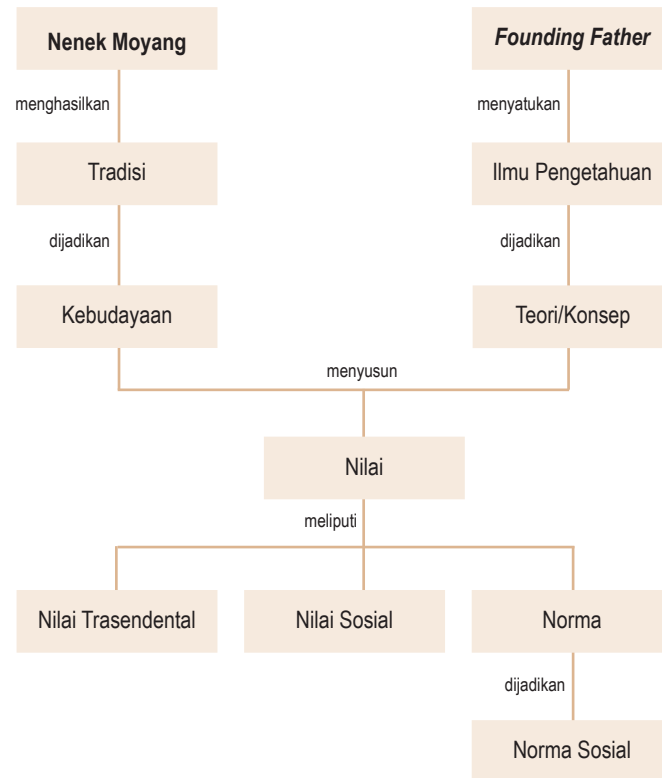 Nenek Moyang
Founding Father
menghasilkan
menyatukan
Tradisi
Ilmu Pengetahuan
dijadikan
dijadikan
Kebudayaan
Teori/Konsep
menyusun
Nilai
meliputi
Nilai Trasendental
Nilai Sosial
Norma
dijadikan
Norma Sosial